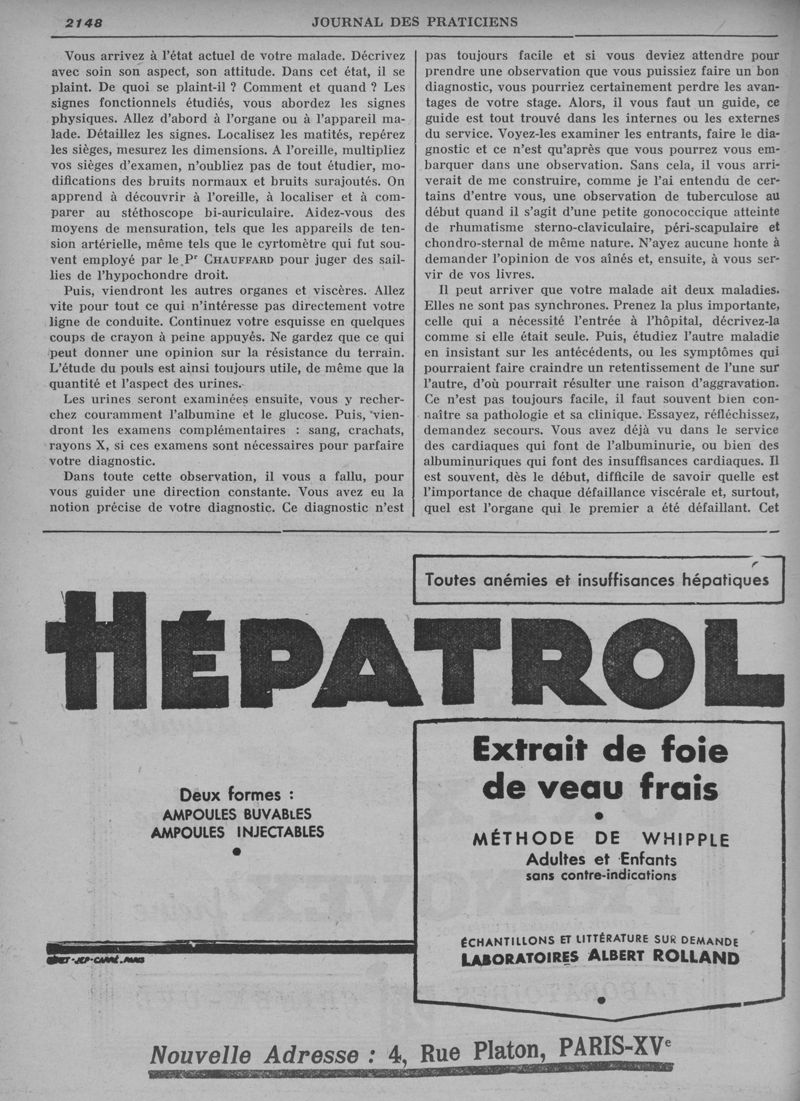 2148
JOURNAL DES PRATICIENS
Vous arrivez à l'état actuel de votre malade. Décrivez
avec soin son aspect, son attitude. Dans cet état, il se
plaint. De quoi se plaint-il ? Comment et quand ? Les
signes fonctionnels étudiés, vous abordez les signes
physiques. Allez d'abord à l'organe ou à l'appareil ma-
lade. Détaillez les signes. Localisez les matités, repérez
les sièges, mesurez les dimensions. A l'oreille, multipliez
vos sièges d'examen, n'oubliez pas de tout étudier, mo-
difications des bruits normaux et bruits surajoutés. On
apprend à découvrir à l'oreille, à localiser et à com-
parer au stéthoscope bi-auriculaire. Aidez-vous des
moyens de mensuration, tels que les appareils de ten-
sion artérielle, même tels que le cyrtomètre qui fut sou-
vent employé par le Pr CHAUFFARD pour juger des sail-
lies de l'hypochondre droit.
Puis, viendront les autres organes et viscères. Allez
vite pour tout ce qui n'intéresse pas directement votre
ligne de conduite. Continuez votre esquisse en quelques
coups de crayon à peine appuyés. Ne gardez que ce qui
peut donner une opinion sur la résistance du terrain.
L'étude du pouls est ainsi toujours utile, de même que la
quantité et l'aspect des urines.
Les urines seront examinées ensuite, vous y recher-
chez couramment l'albumine et le glucose. Puis, vien-
dront les examens complémentaires : sang, crachats,
rayons X, si ces examens sont nécessaires pour parfaire
votre diagnostic.
Dans toute cette observation, il vous a fallu, pour
vous guider une direction constante. Vous avez eu la
notion précise de votre diagnostic. Ce diagnostic n'est
pas toujours facile et si vous deviez attendre pour
prendre une observation que vous puissiez faire un bon
diagnostic, vous pourriez certainement perdre les avan-
tages de votre stage. Alors, il vous faut un guide, ce
guide est tout trouvé dans les internes ou les externes
du service. Voyez-les examiner les entrants, faire le dia-
gnostic et ce n'est qu'après que vous pourrez vous em-
barquer dans une observation. Sans cela, il vous arri-
verait de me construire, comme je l'ai entendu de cer-
tains d'entre vous, une observation de tuberculose au
début quand il s'agit d'une petite gonococcique atteinte
de rhumatisme sterno-claviculaire, péri-scapulaire et
chondro-sternal de même nature. N'ayez aucune honte à
demander l'opinion de vos aînés et, ensuite, à vous ser-
vir de vos livres.
Il peut arriver que votre malade ait deux maladies.
Elles ne sont pas synchrones. Prenez la plus importante,
celle qui a nécessité l'entrée à l'hôpital, décrivez-la
comme si elle était seule. Puis, étudiez l'autre maladie
en insistant sur les antécédents, ou les symptômes qui
pourraient faire craindre un retentissement de l'une sur
l'autre, d'où pourrait résulter une raison d'aggravation.
Ce n'est pas toujours facile, il faut souvent bien con-
naître sa pathologie et sa clinique. Essayez, réfléchissez,
demandez secours. Vous avez déjà vu dans le service
des cardiaques qui font de l'albuminurie, ou bien des
albuminuriques qui font des insuffisances cardiaques. Il
est souvent, dès le début, difficile de savoir quelle est
l'importance de chaque défaillance viscérale et, surtout,
quel est l'organe qui le premier a été défaillant. Cet
Toutes anémies et insuffisances hépatiques
HÉPATROL
Deux formes :
AMPOULES BUVABLES
AMPOULES INJECTABLES
Extrait de foie
de veau frais
MÉTHODE DE WHIPPLE
Adultes et Enfants
sans contre-indications
ÉCHANTILLONS ET LITTÉRATURE SUR DEMANDE
LABORATOIRES ALBERT ROLLAND
-JEP-CARRÉ.PARIS
Nouvelle Adresse : 4, Rue Platon, PARIS-XVe